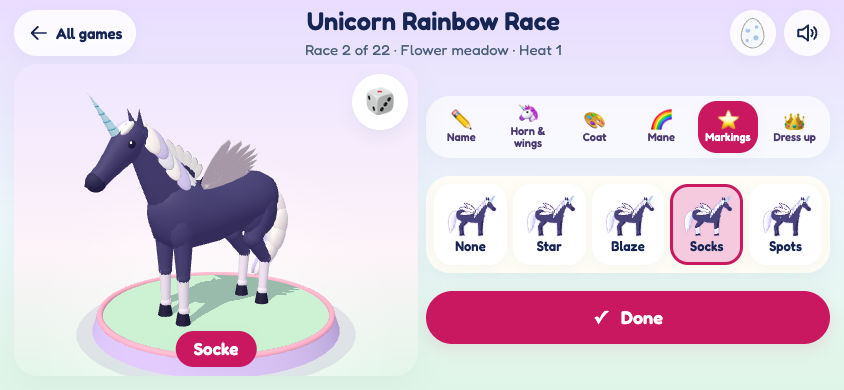 All games
Unicorn Rainbow Race
Race 2 of 22 · Flower meadow · Heat 1
Name
Horn &
wings
Coat
Mane
Markings
Dress up
None
Star
Blaze
Socks
Spots
✓ Done
Socke